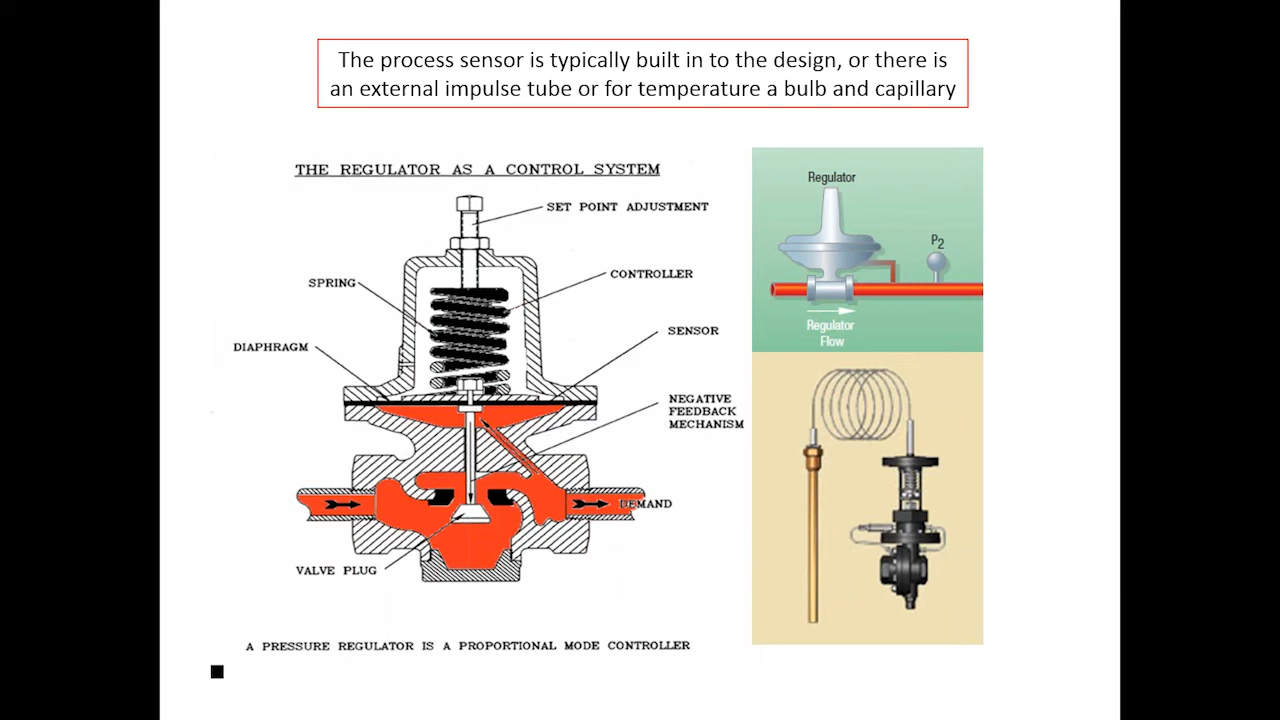 The process sensor is typically built in to the design, or there is
an external impulse tube or for temperature a bulb and capillary
THE REGULATOR AS A CONTROL SYSTEM
SET POINT ADJUSTMENT
SPRING
CONTROLLER
DIAPHRAGM
SENSOR
NEGATIVE
FEEDBACK
MECHANISM
DEMAND
VALVE PLUG
A PRESSURE REGULATOR IS A PROPORTIONAL MODE CONTROLLER
Regulator
P2
Regulator
Flow